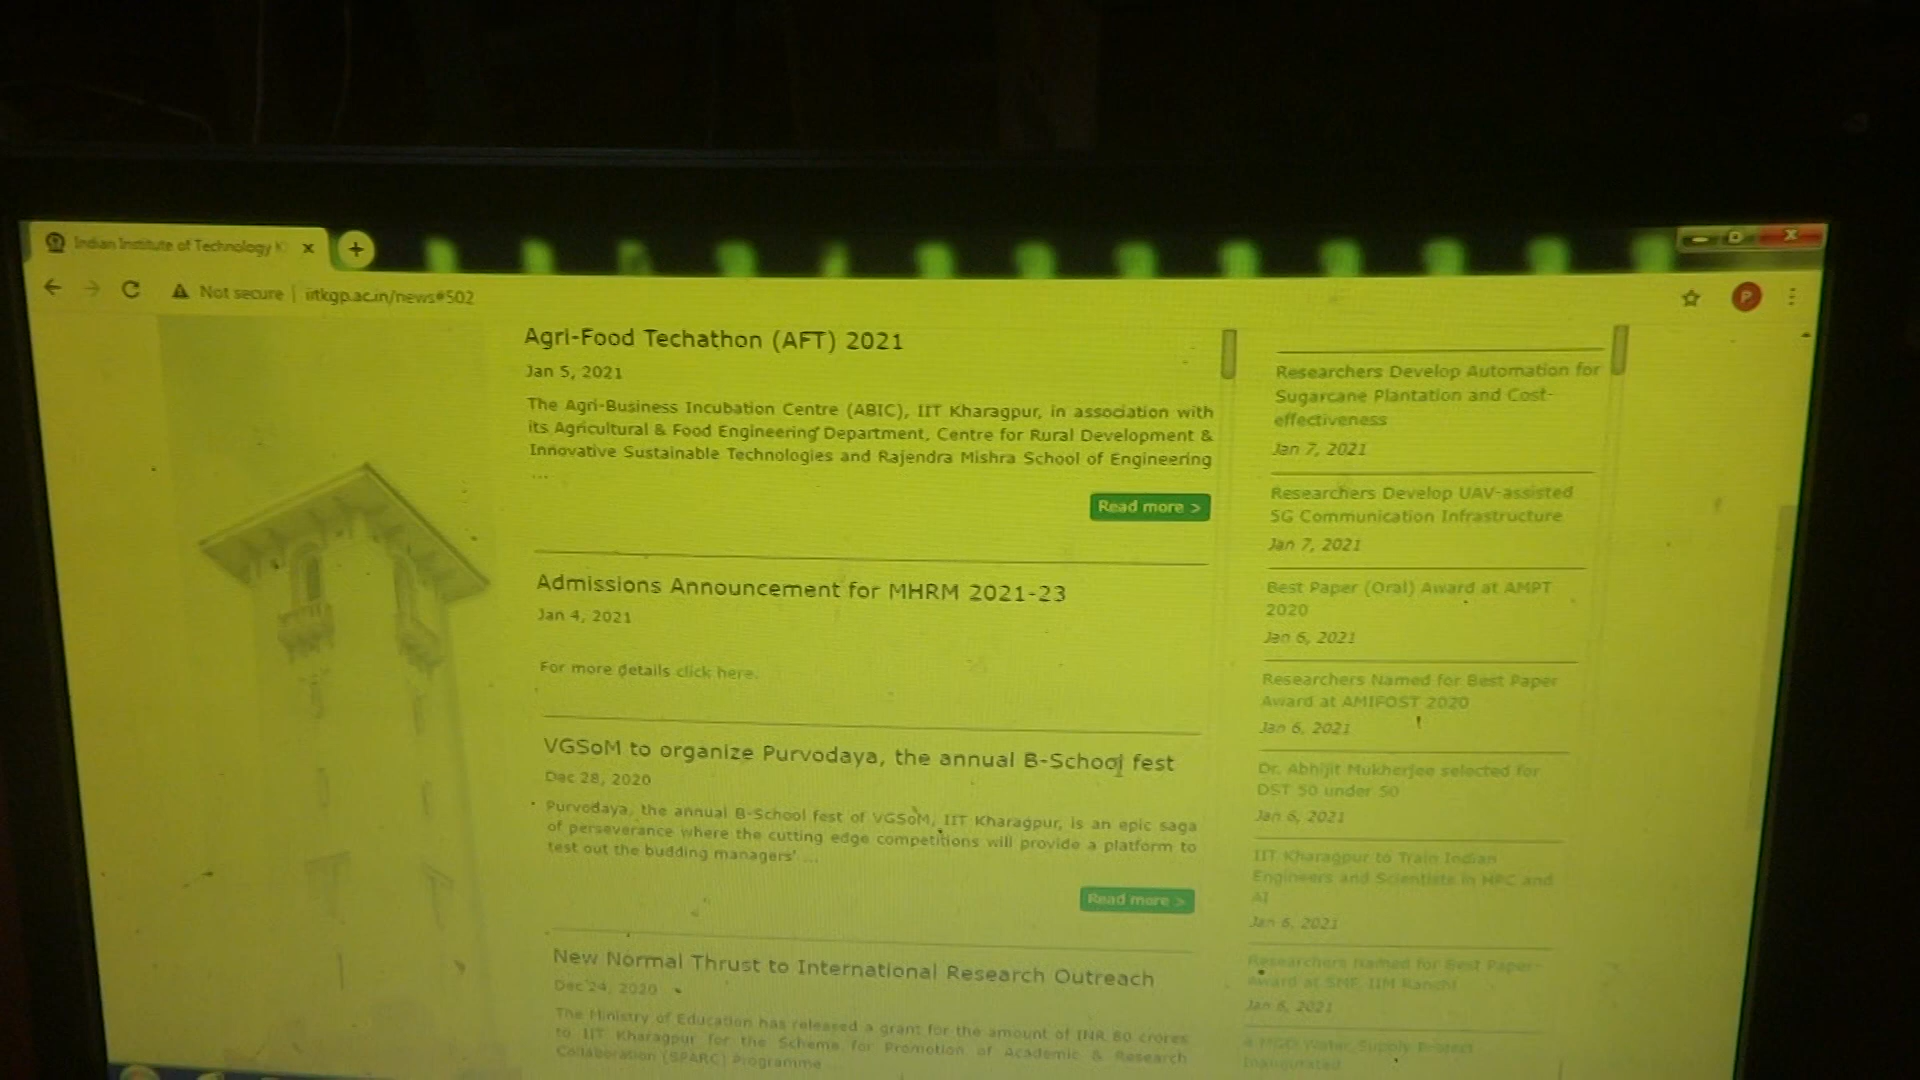 Indian Institute of Technology K
Not secure | iitkgp.ac.in/news#502
Agri-Food Techathon (AFT) 2021
Jan 5, 2021
The Agri-Business Incubation Centre (ABIC), IIT Kharagpur, in association with
its Agricultural & Food Engineering Department, Centre for Rural Development &
Innovative Sustainable Technologies and Rajendra Mishra School of Engineering
...
Read more >
Admissions Announcement for MHRM 2021-23
Jan 4, 2021
For more details click here.
VGSoM to organize Purvodaya, the annual B-School fest
Dec 28, 2020
Purvodaya, the annual B-School fest of VGSoM, IIT Kharagpur, is an epic saga
of perseverance where the cutting edge competitions will provide a platform to
test out the budding managers' ...
Read more >
New Normal Thrust to International Research Outreach
Dec 24, 2020
The Ministry of Education has released a grant for the amount of INR 80 crores
to IIT Kharagpur for the Scheme for Promotion of Academic & Research
Collaboration (SPARC) Programme ...
P
Researchers Develop Automation for
Sugarcane Plantation and Cost-
effectiveness
Jan 7, 2021
Researchers Develop UAV-assisted
5G Communication Infrastructure
Jan 7, 2021
Best Paper (Oral) Award at AMPT
2020
Jan 6, 2021
Researchers Named for Best Paper
Award at AMIFOST 2020
Jan 6, 2021
Dr. Abhijit Mukherjee selected for
DST 50 under 50
Jan 6, 2021
IIT Kharagpur to Train Indian
Engineers and Scientists in HPC and
AI
Jan 6, 2021
Researchers Named for Best Paper
Award at SMF, IIM Ranchi
Jan 6, 2021
4 MGD Water Supply Project
Inaugurated